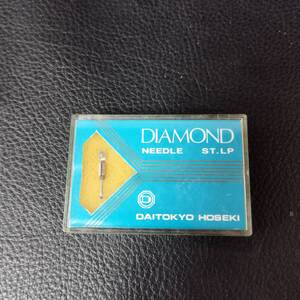 DIAMOND
NEEDLE ST. LP
DAITOKYO HOSEKI